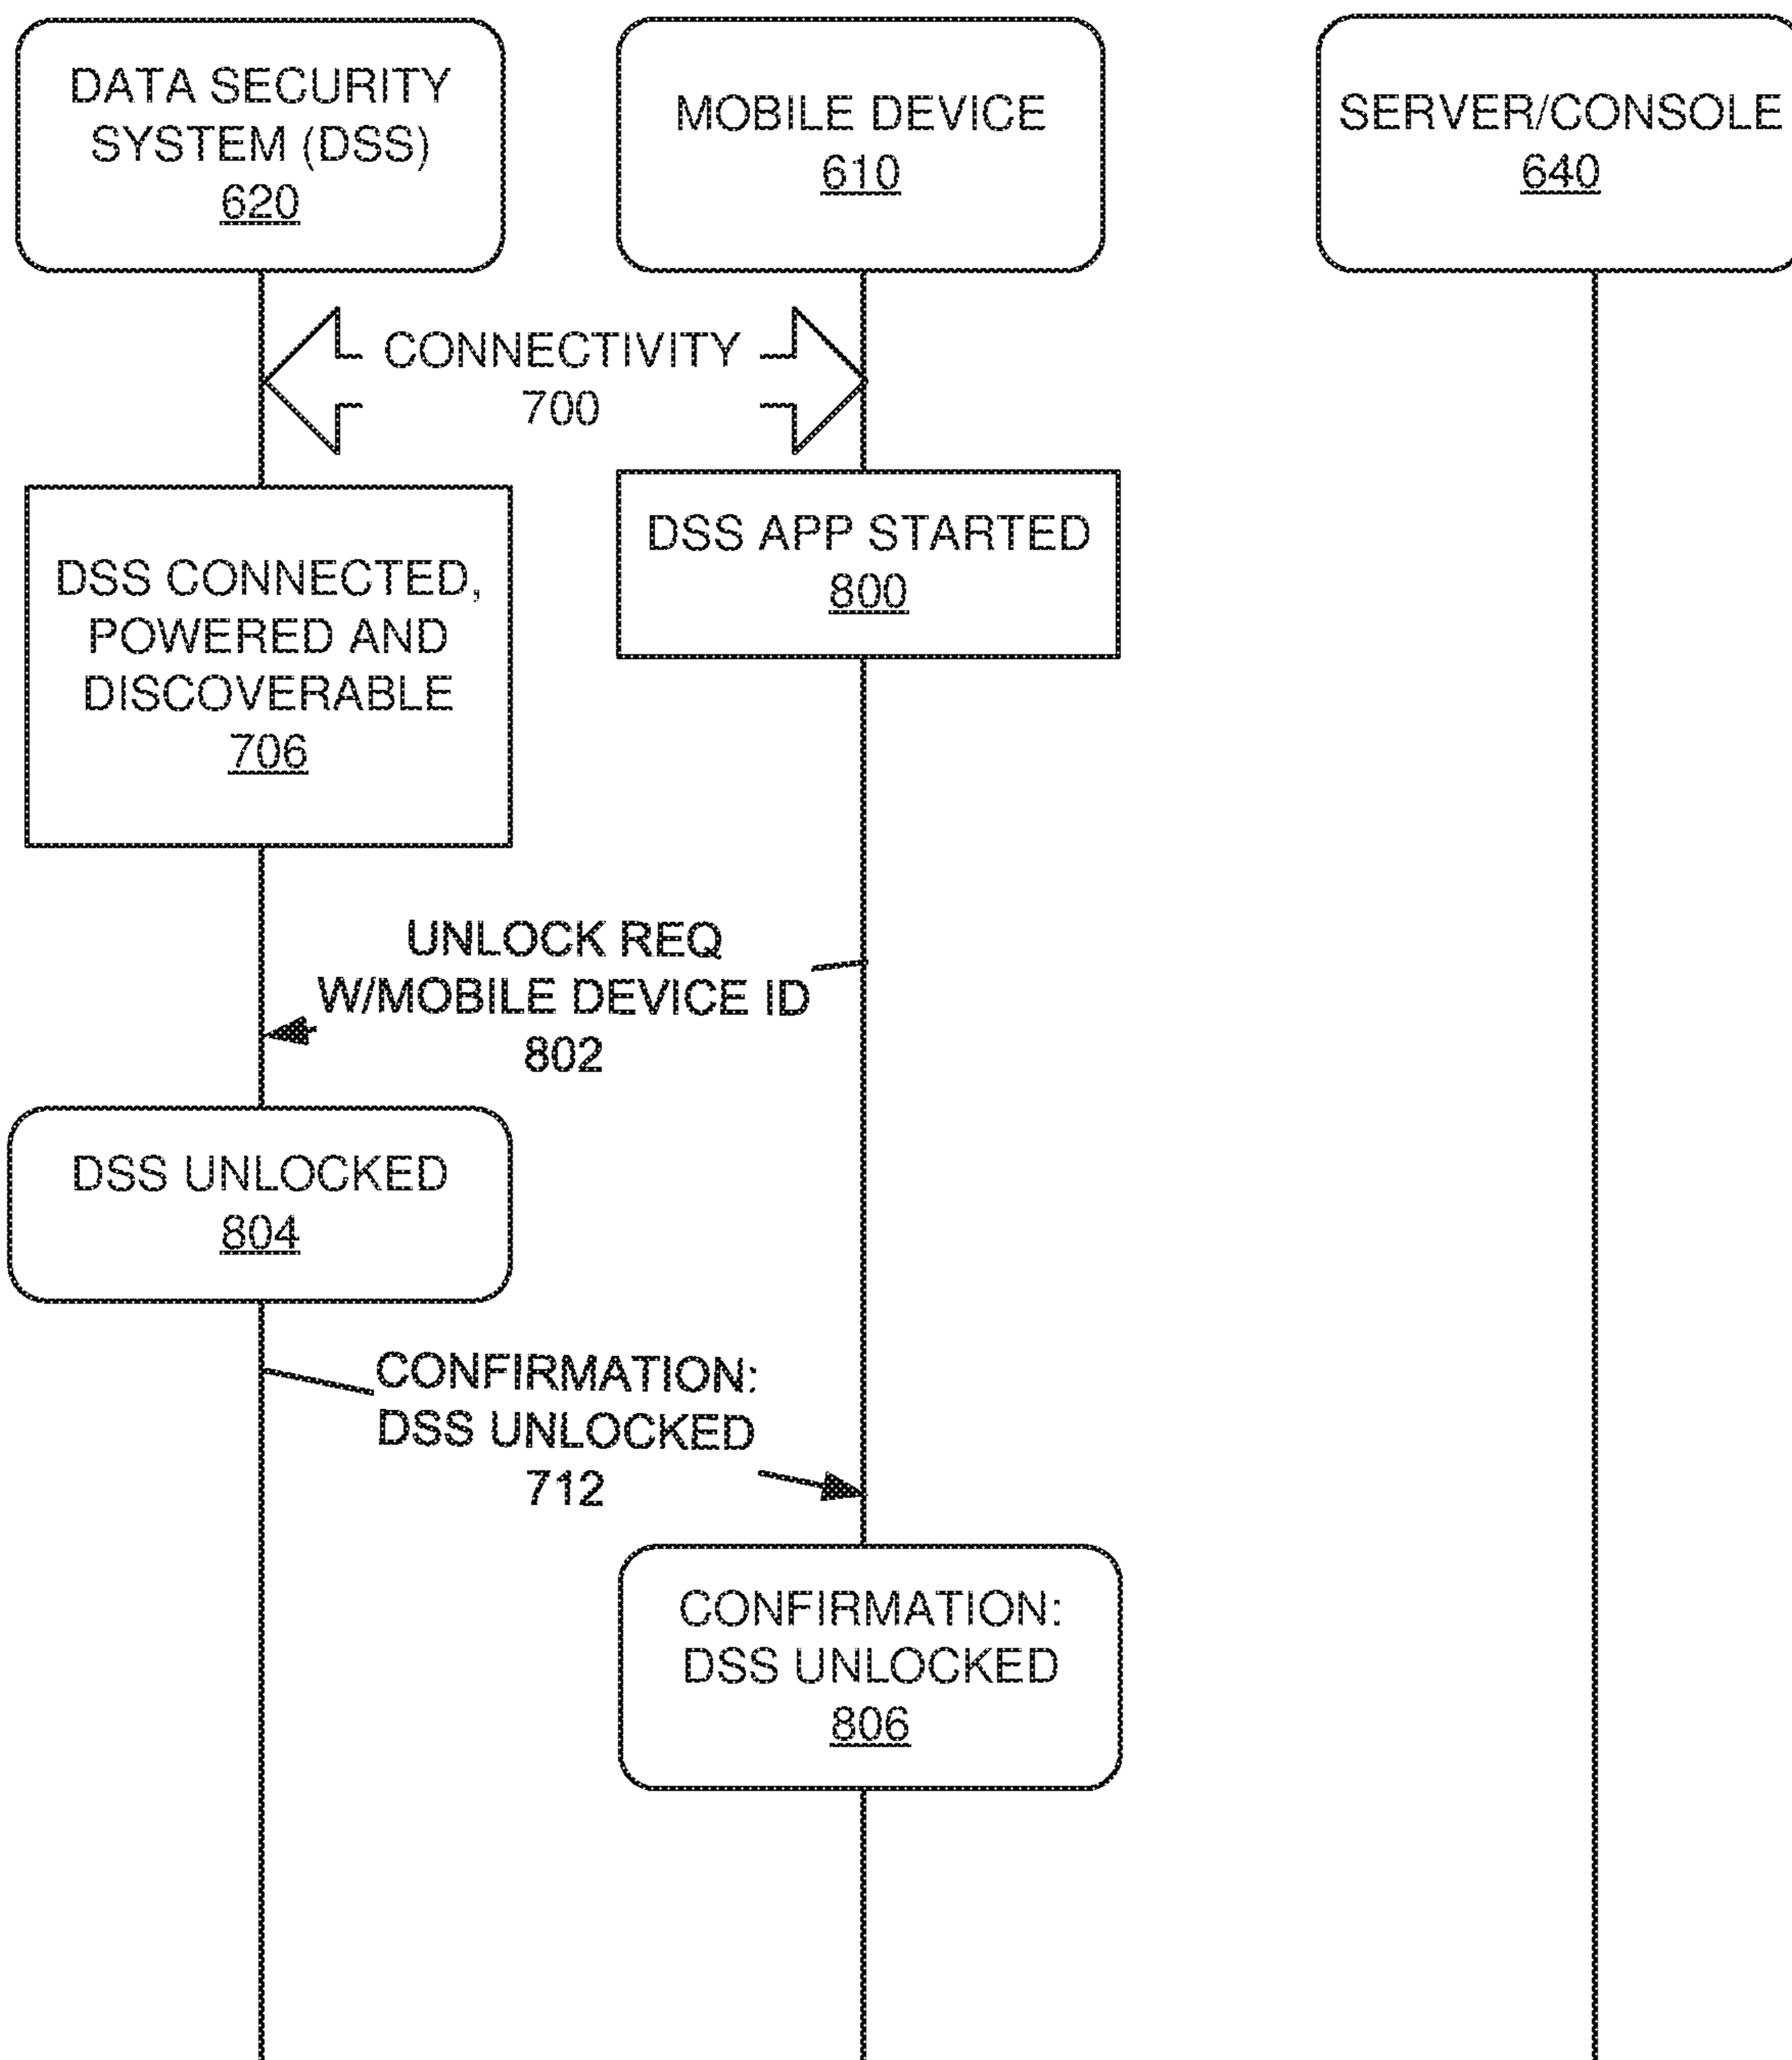 DATA SECURITY
SYSTEM (DSS)
620
MOBILE DEVICE
610
SERVER/CONSOLE
640
CONNECTIVITY
700
DSS CONNECTED,
POWERED AND
DISCOVERABLE
706
DSS APP STARTED
800
UNLOCK REQ
W/MOBILE DEVICE ID
802
DSS UNLOCKED
804
CONFIRMATION:
DSS UNLOCKED
712
CONFIRMATION:
DSS UNLOCKED
806